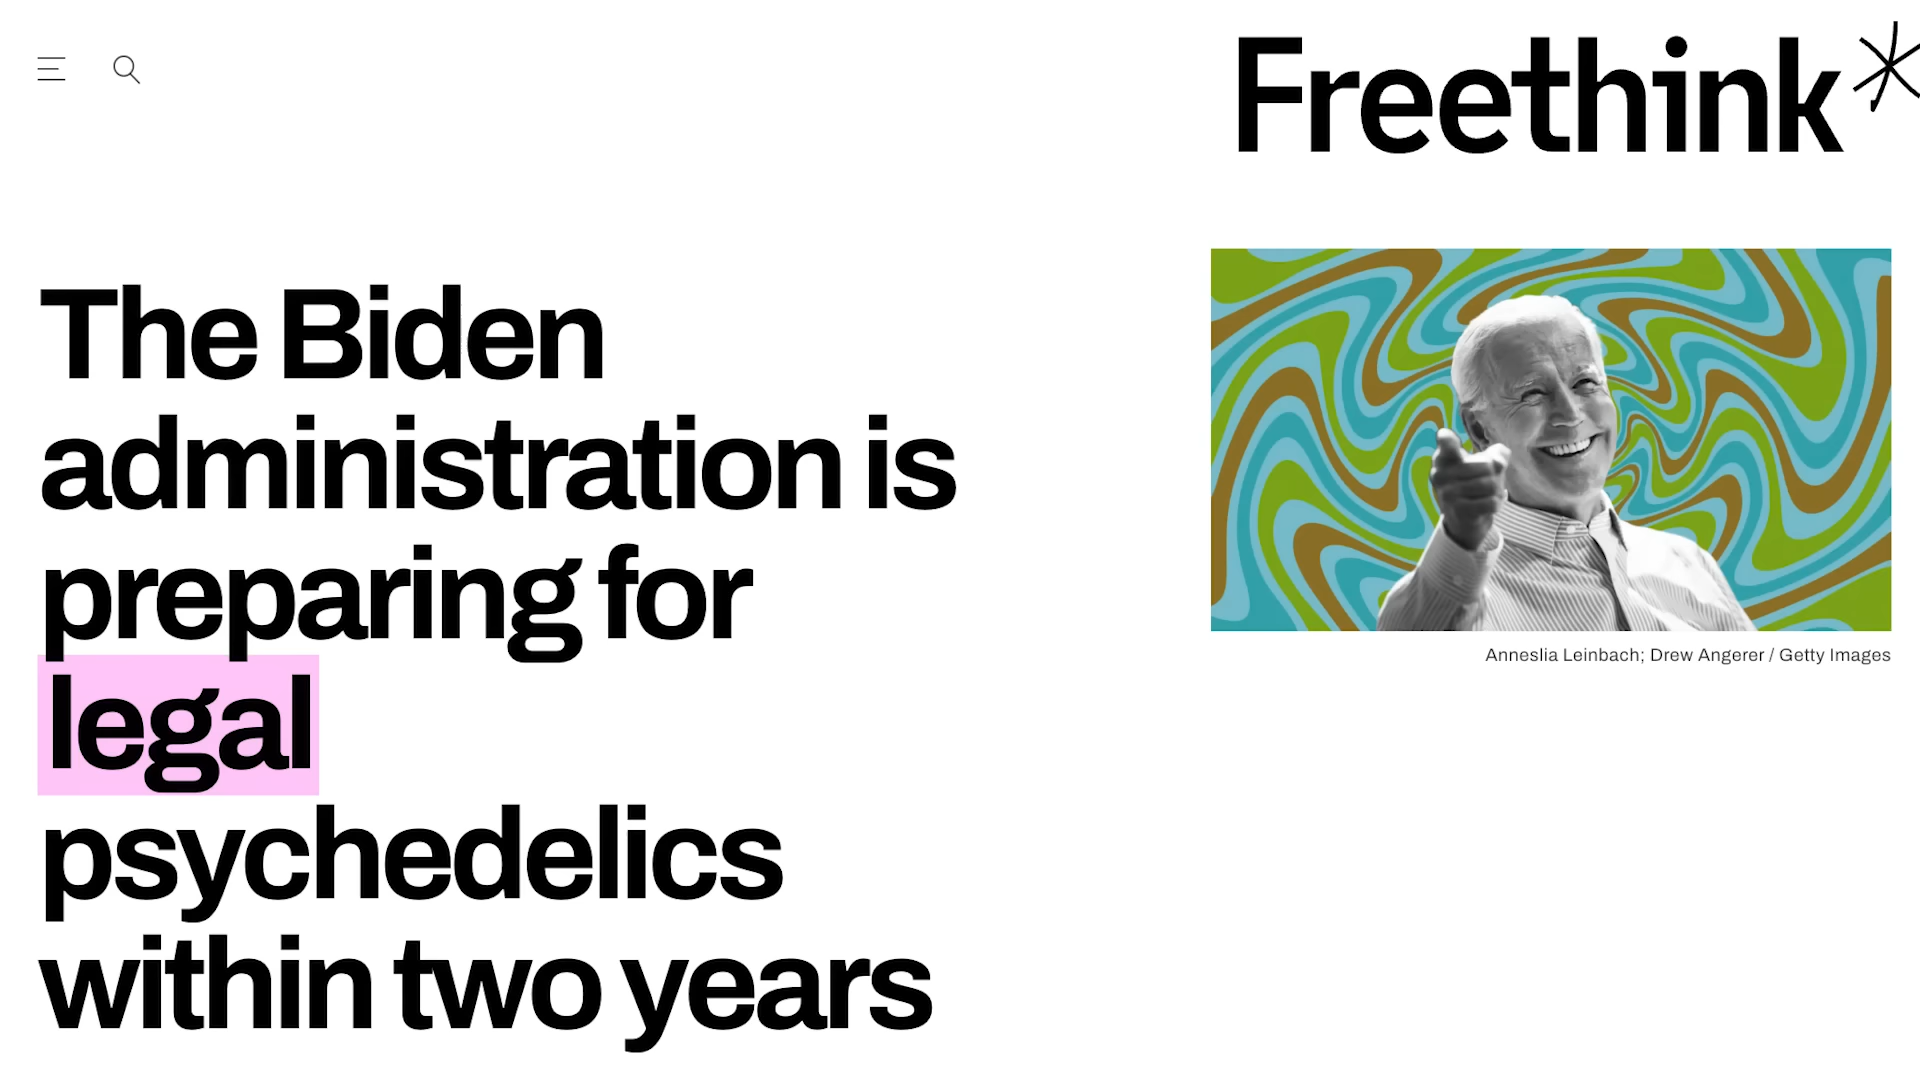 Freethink
The Biden
administration is
preparing for
legal
psychedelics
within two years
Anneslia Leinbach; Drew Angerer / Getty Images